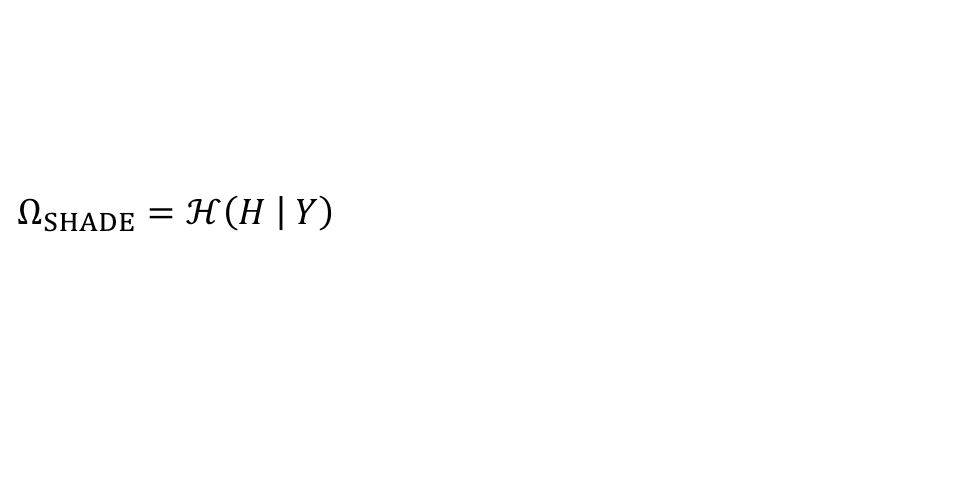 Ω_SHADE = ℋ(H | Y)